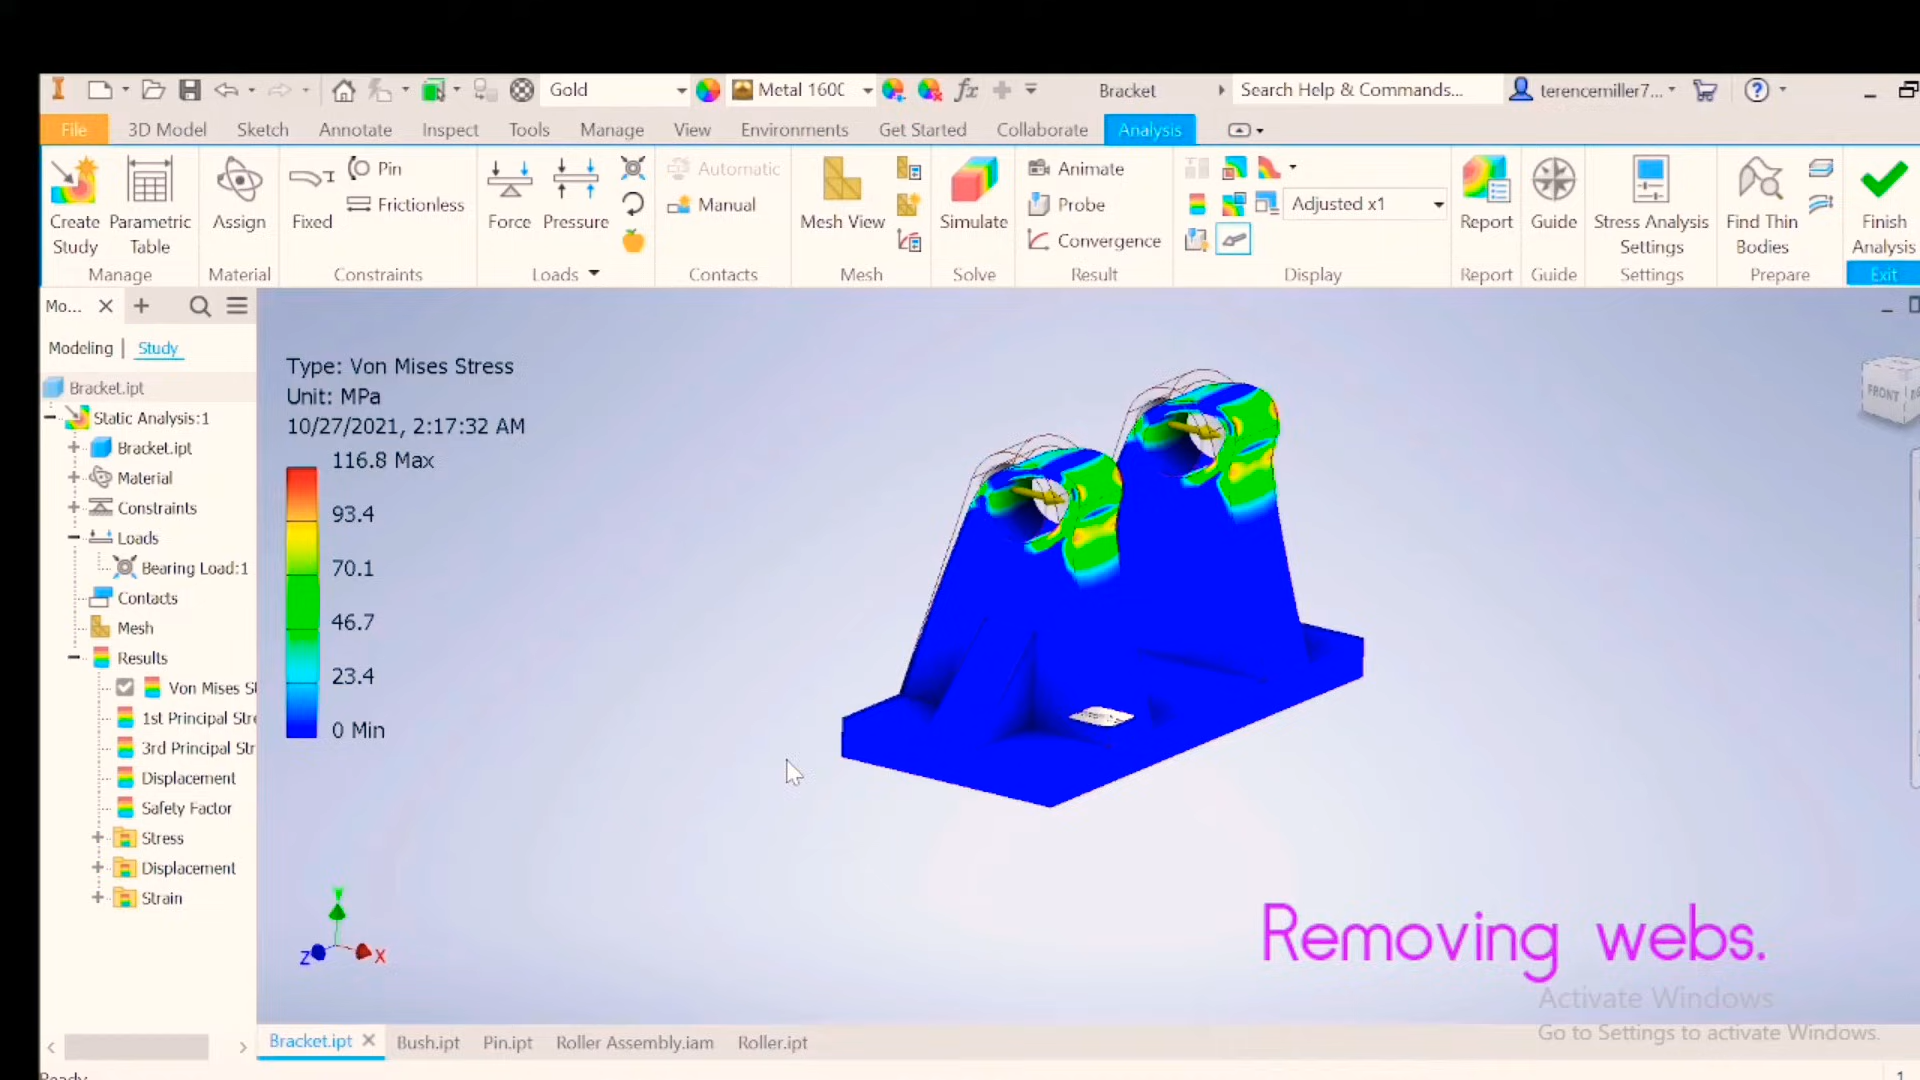 Gold
Metal 160(
Bracket
Search Help & Commands...
terencemiller7...
File
3D Model
Sketch
Annotate
Inspect
Tools
Manage
View
Environments
Get Started
Collaborate
Analysis
Create Study
Parametric Table
Manage
Assign
Material
Fixed
Pin
Frictionless
Constraints
Force
Pressure
Loads
Automatic
Manual
Contacts
Mesh View
Mesh
Simulate
Solve
Animate
Probe
Convergence
Result
Adjusted x1
Display
Report
Report
Guide
Guide
Stress Analysis Settings
Settings
Find Thin Bodies
Prepare
Finish Analysis
Exit
Mo...
Modeling
Study
Bracket.ipt
Static Analysis:1
Bracket.ipt
Material
Constraints
Loads
Bearing Load:1
Contacts
Mesh
Results
Von Mises S
1st Principal Stre
3rd Principal Str
Displacement
Safety Factor
Stress
Displacement
Strain
Type: Von Mises Stress
Unit: MPa
10/27/2021, 2:17:32 AM
116.8 Max
93.4
70.1
46.7
23.4
0 Min
FRONT
Y
Z
X
Removing webs.
Activate Windows
Go to Settings to activate Windows.
Bracket.ipt
Bush.ipt
Pin.ipt
Roller Assembly.iam
Roller.ipt
Ready
1